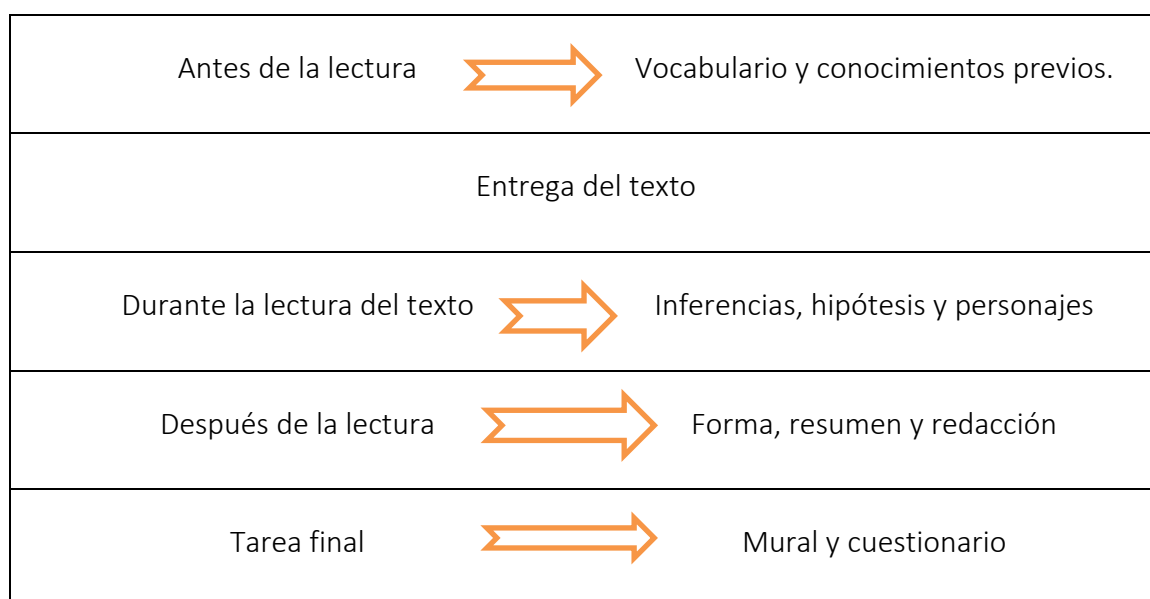 Antes de la lectura Vocabulario y conocimientos previos.
Entrega del texto
Durante la lectura del texto Inferencias, hipótesis y personajes
Después de la lectura Forma, resumen y redacción
Tarea final Mural y cuestionario